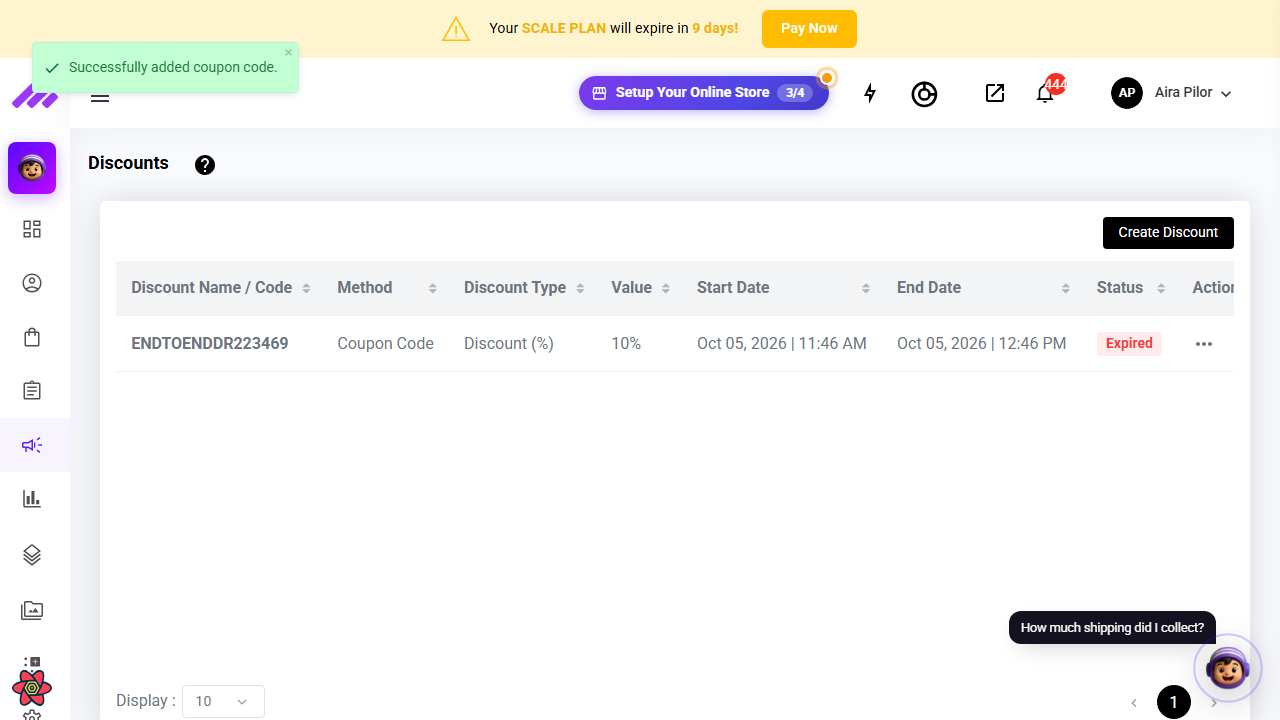 Your SCALE PLAN will expire in 9 days! Pay Now
Successfully added coupon code. ×
Setup Your Online Store 3/4
444
AP Aira Pilor
Discounts ?
Create Discount
Discount Name / Code Method Discount Type Value Start Date End Date Status Action
ENDTOENDDR223469 Coupon Code Discount (%) 10% Oct 05, 2026 | 11:46 AM Oct 05, 2026 | 12:46 PM Expired
How much shipping did I collect?
Display : 10 1